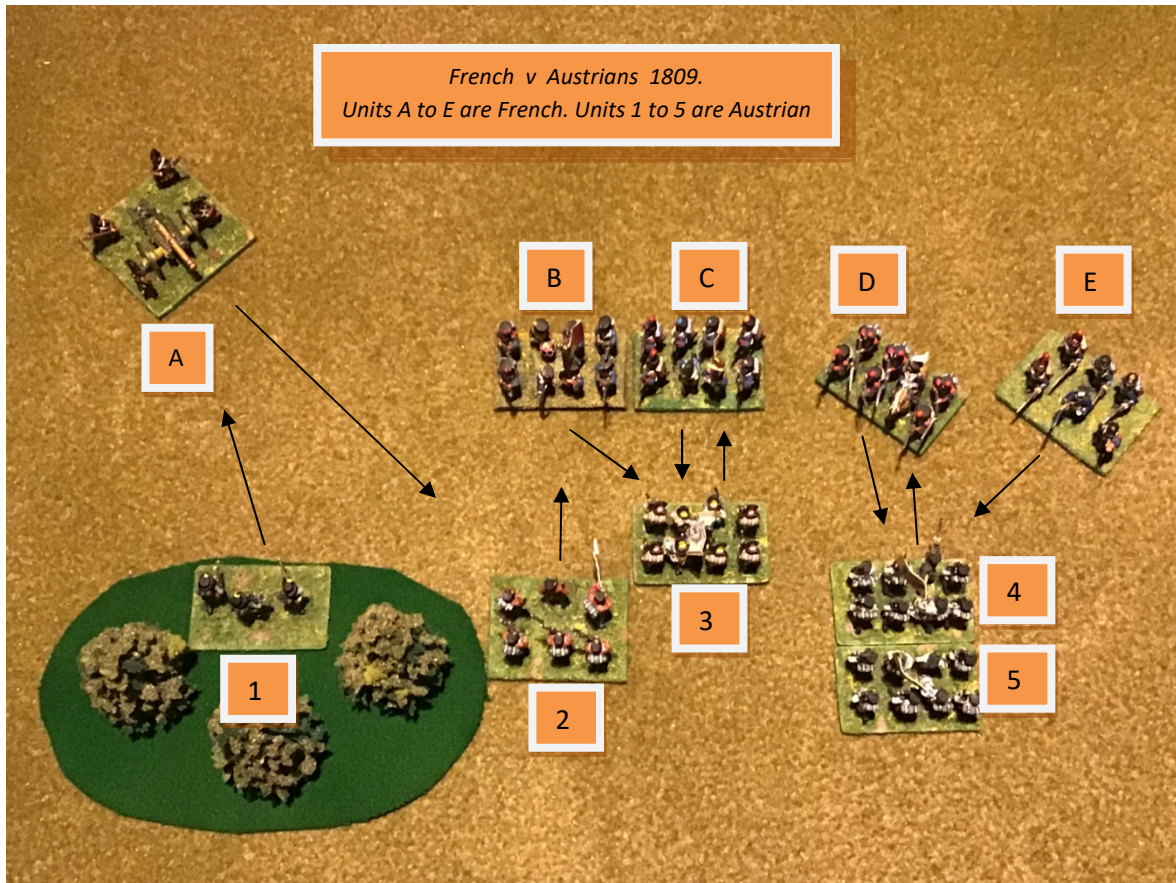 French v Austrians 1809.
Units A to E are French. Units 1 to 5 are Austrian
A
B
C
D
E
1
2
3
4
5